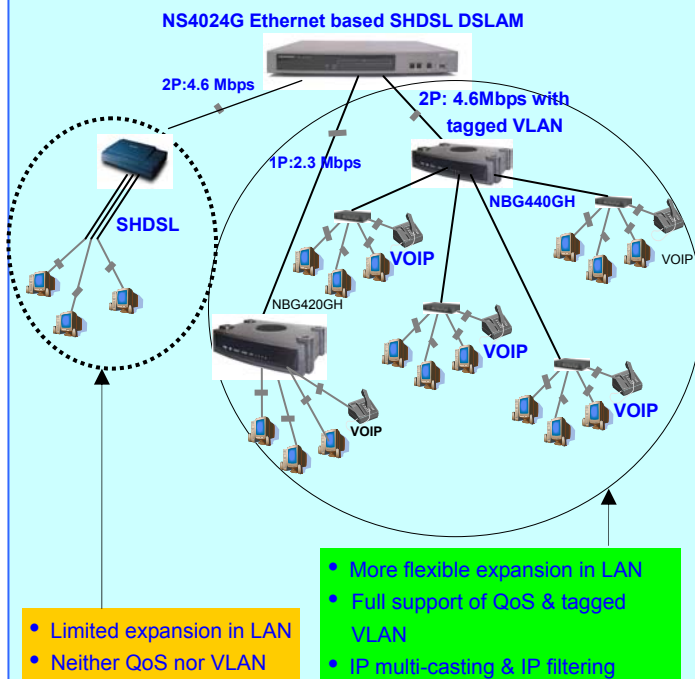 NS4024G Ethernet based SHDSL DSLAM
2P:4.6 Mbps
2P: 4.6Mbps with
tagged VLAN
1P:2.3 Mbps
NBG440GH
SHDSL
VOIP
VOIP
NBG420GH
VOIP
VOIP
VOIP
• More flexible expansion in LAN
• Full support of QoS & tagged
VLAN
• IP multi-casting & IP filtering
• Limited expansion in LAN
• Neither QoS nor VLAN